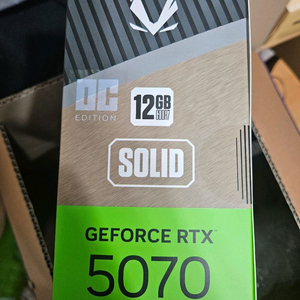 OC
EDITION
12GB
GDDR7
SOLID
GEFORCE RTX
5070